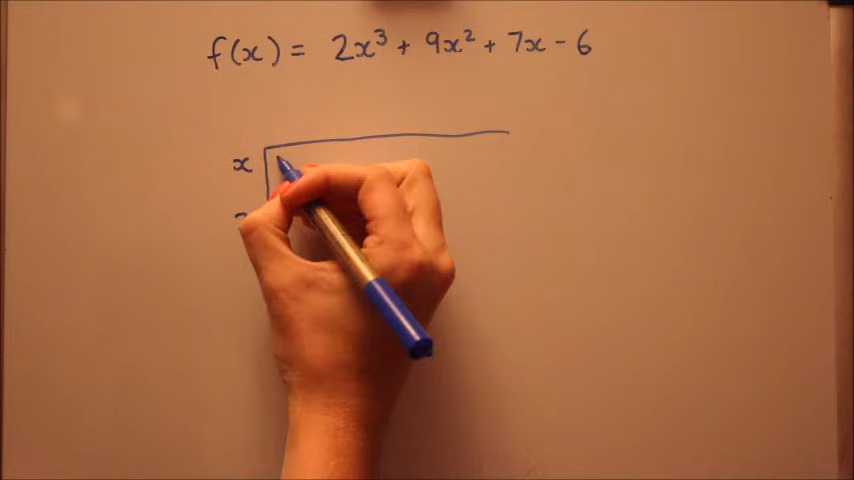 f(x) = 2x³ + 9x² + 7x - 6
x